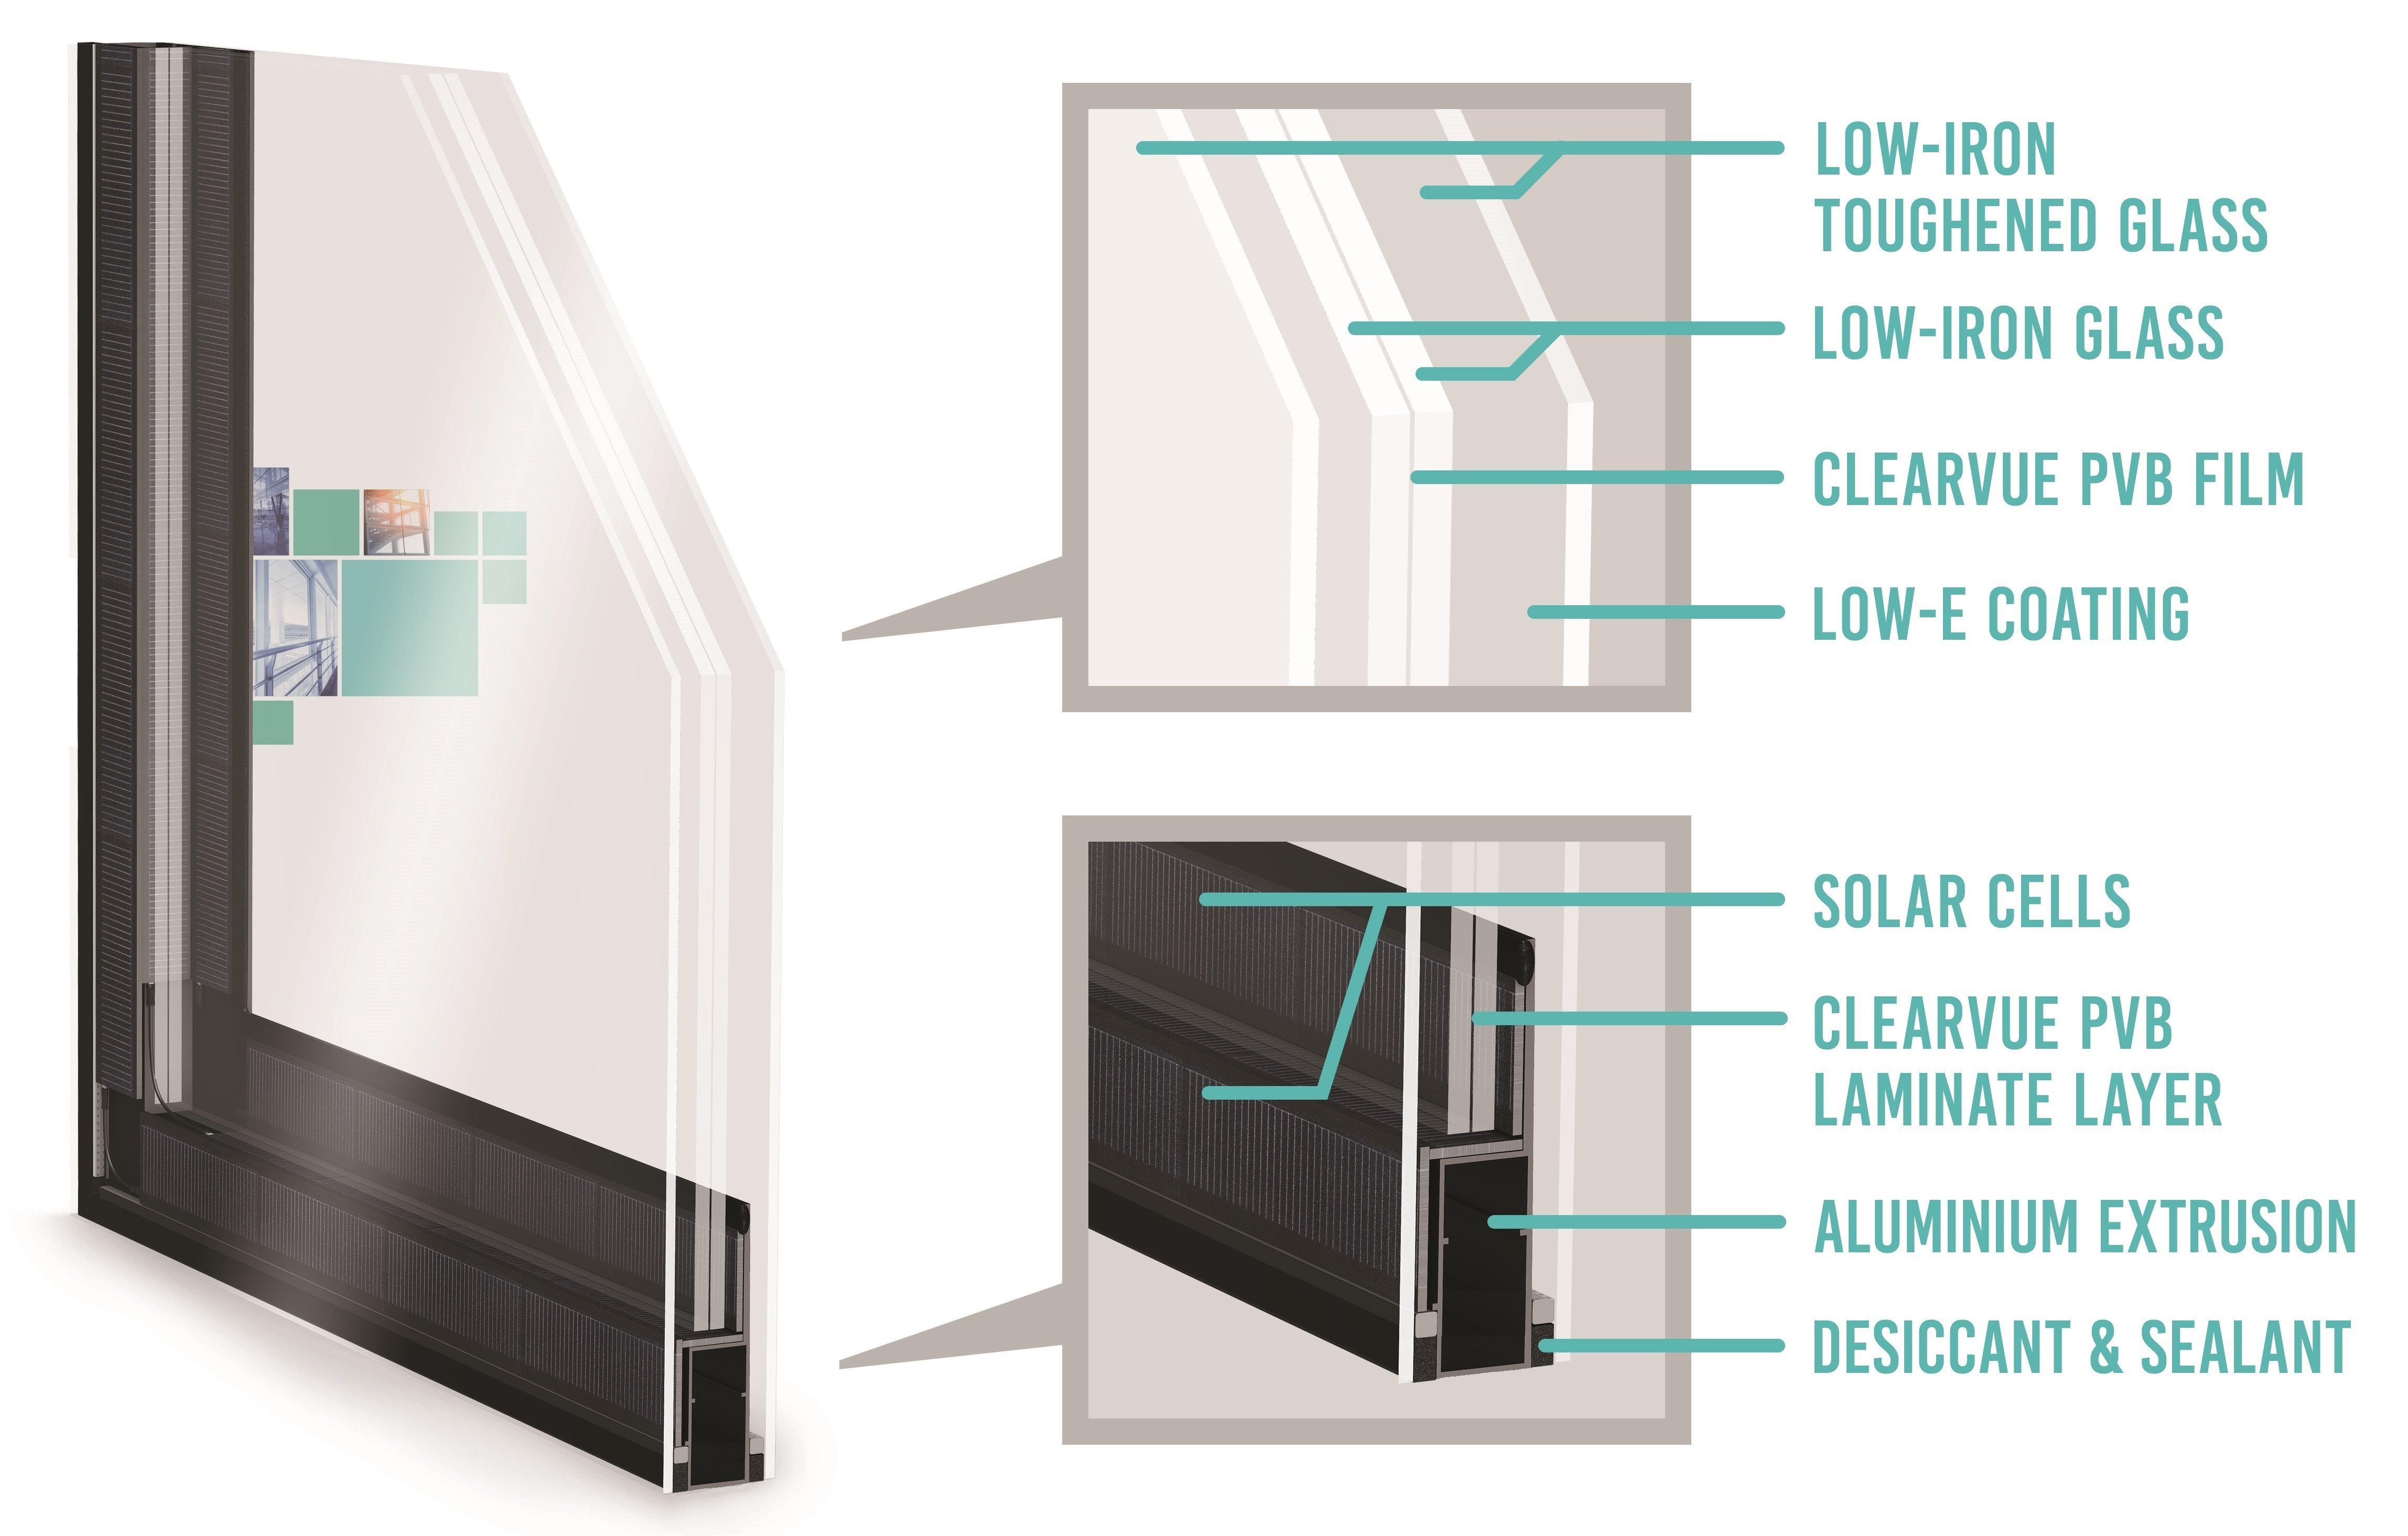 LOW-IRON
TOUGHENED GLASS
LOW-IRON GLASS
CLEARVUE PVB FILM
LOW-E COATING
SOLAR CELLS
CLEARVUE PVB
LAMINATE LAYER
ALUMINIUM EXTRUSION
DESICCANT & SEALANT